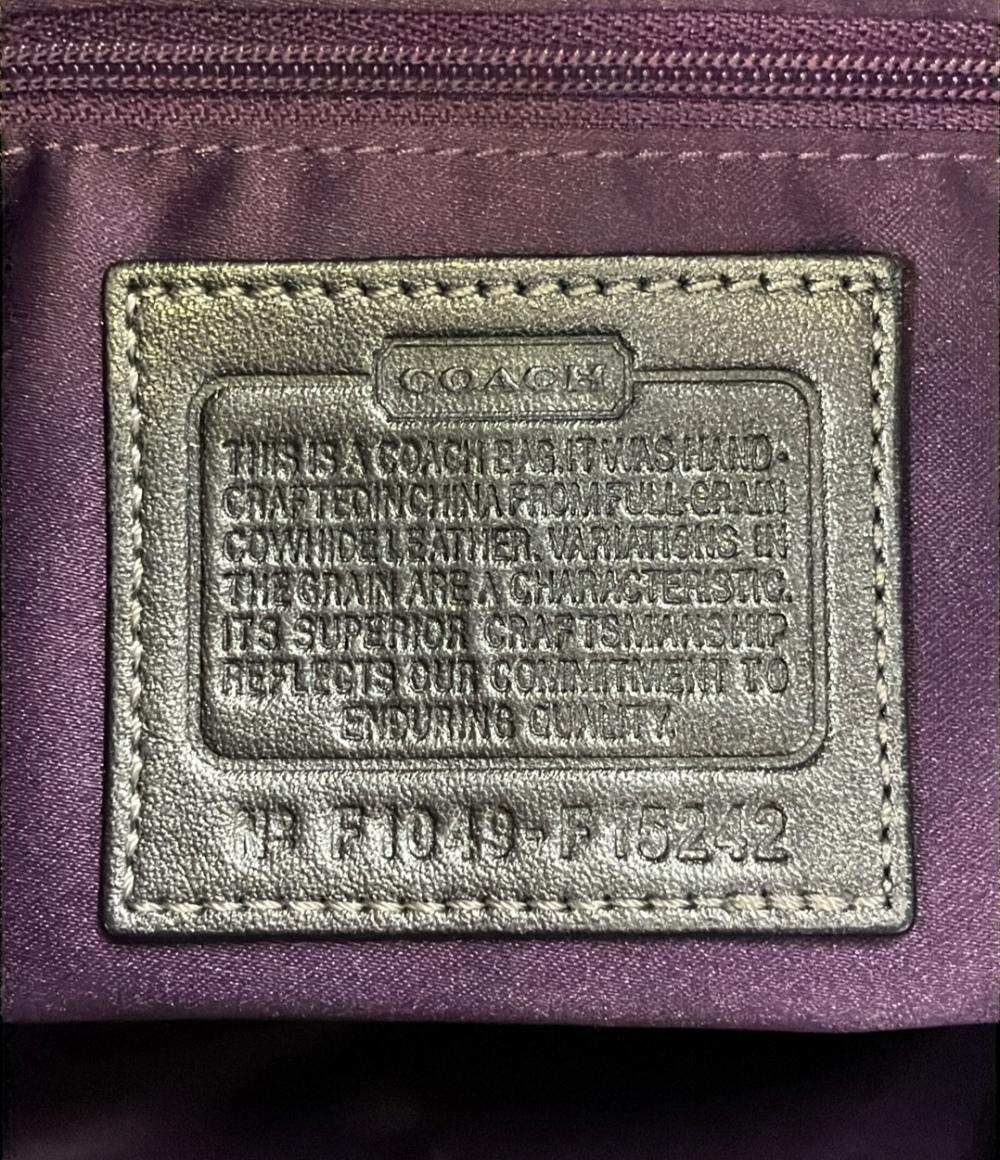 COACH
THIS IS A COACH BAG. IT WAS HAND-
CRAFTED IN CHINA FROM FULL-GRAIN
COWHIDE LEATHER. VARIATIONS IN
THE GRAIN ARE A CHARACTERISTIC.
ITS SUPERIOR CRAFTSMANSHIP
REFLECTS OUR COMMITMENT TO
ENDURING QUALITY.
Nº F1049-F15242